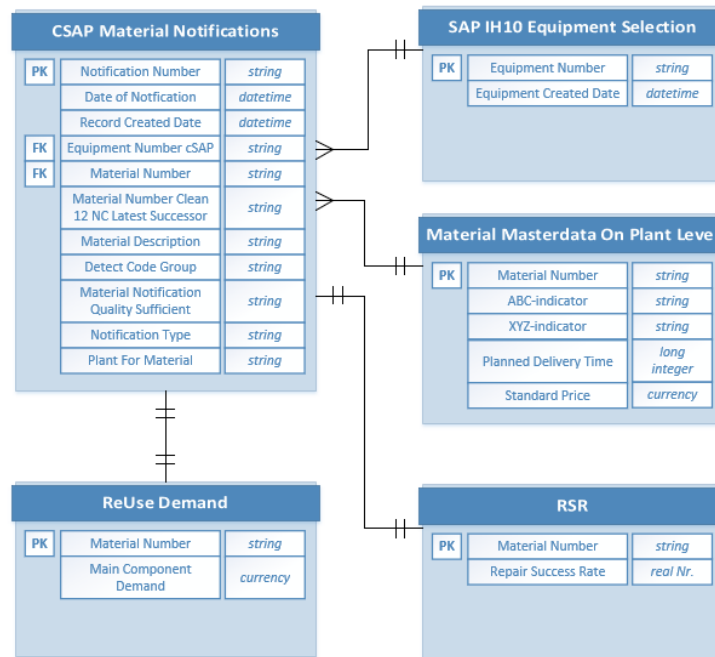 CSAP Material Notifications
PK Notification Number string
Date of Notfication datetime
Record Created Date datetime
FK Equipment Number cSAP string
FK Material Number string
Material Number Clean
12 NC Latest Successor string
Material Description string
Detect Code Group string
Material Notification
Quality Sufficient string
Notification Type string
Plant For Material string
SAP IH10 Equipment Selection
PK Equipment Number string
Equipment Created Date datetime
Material Masterdata On Plant Leve
PK Material Number string
ABC-indicator string
XYZ-indicator string
Planned Delivery Time long
integer
Standard Price currency
ReUse Demand
PK Material Number string
Main Component
Demand currency
RSR
PK Material Number string
Repair Success Rate real Nr.